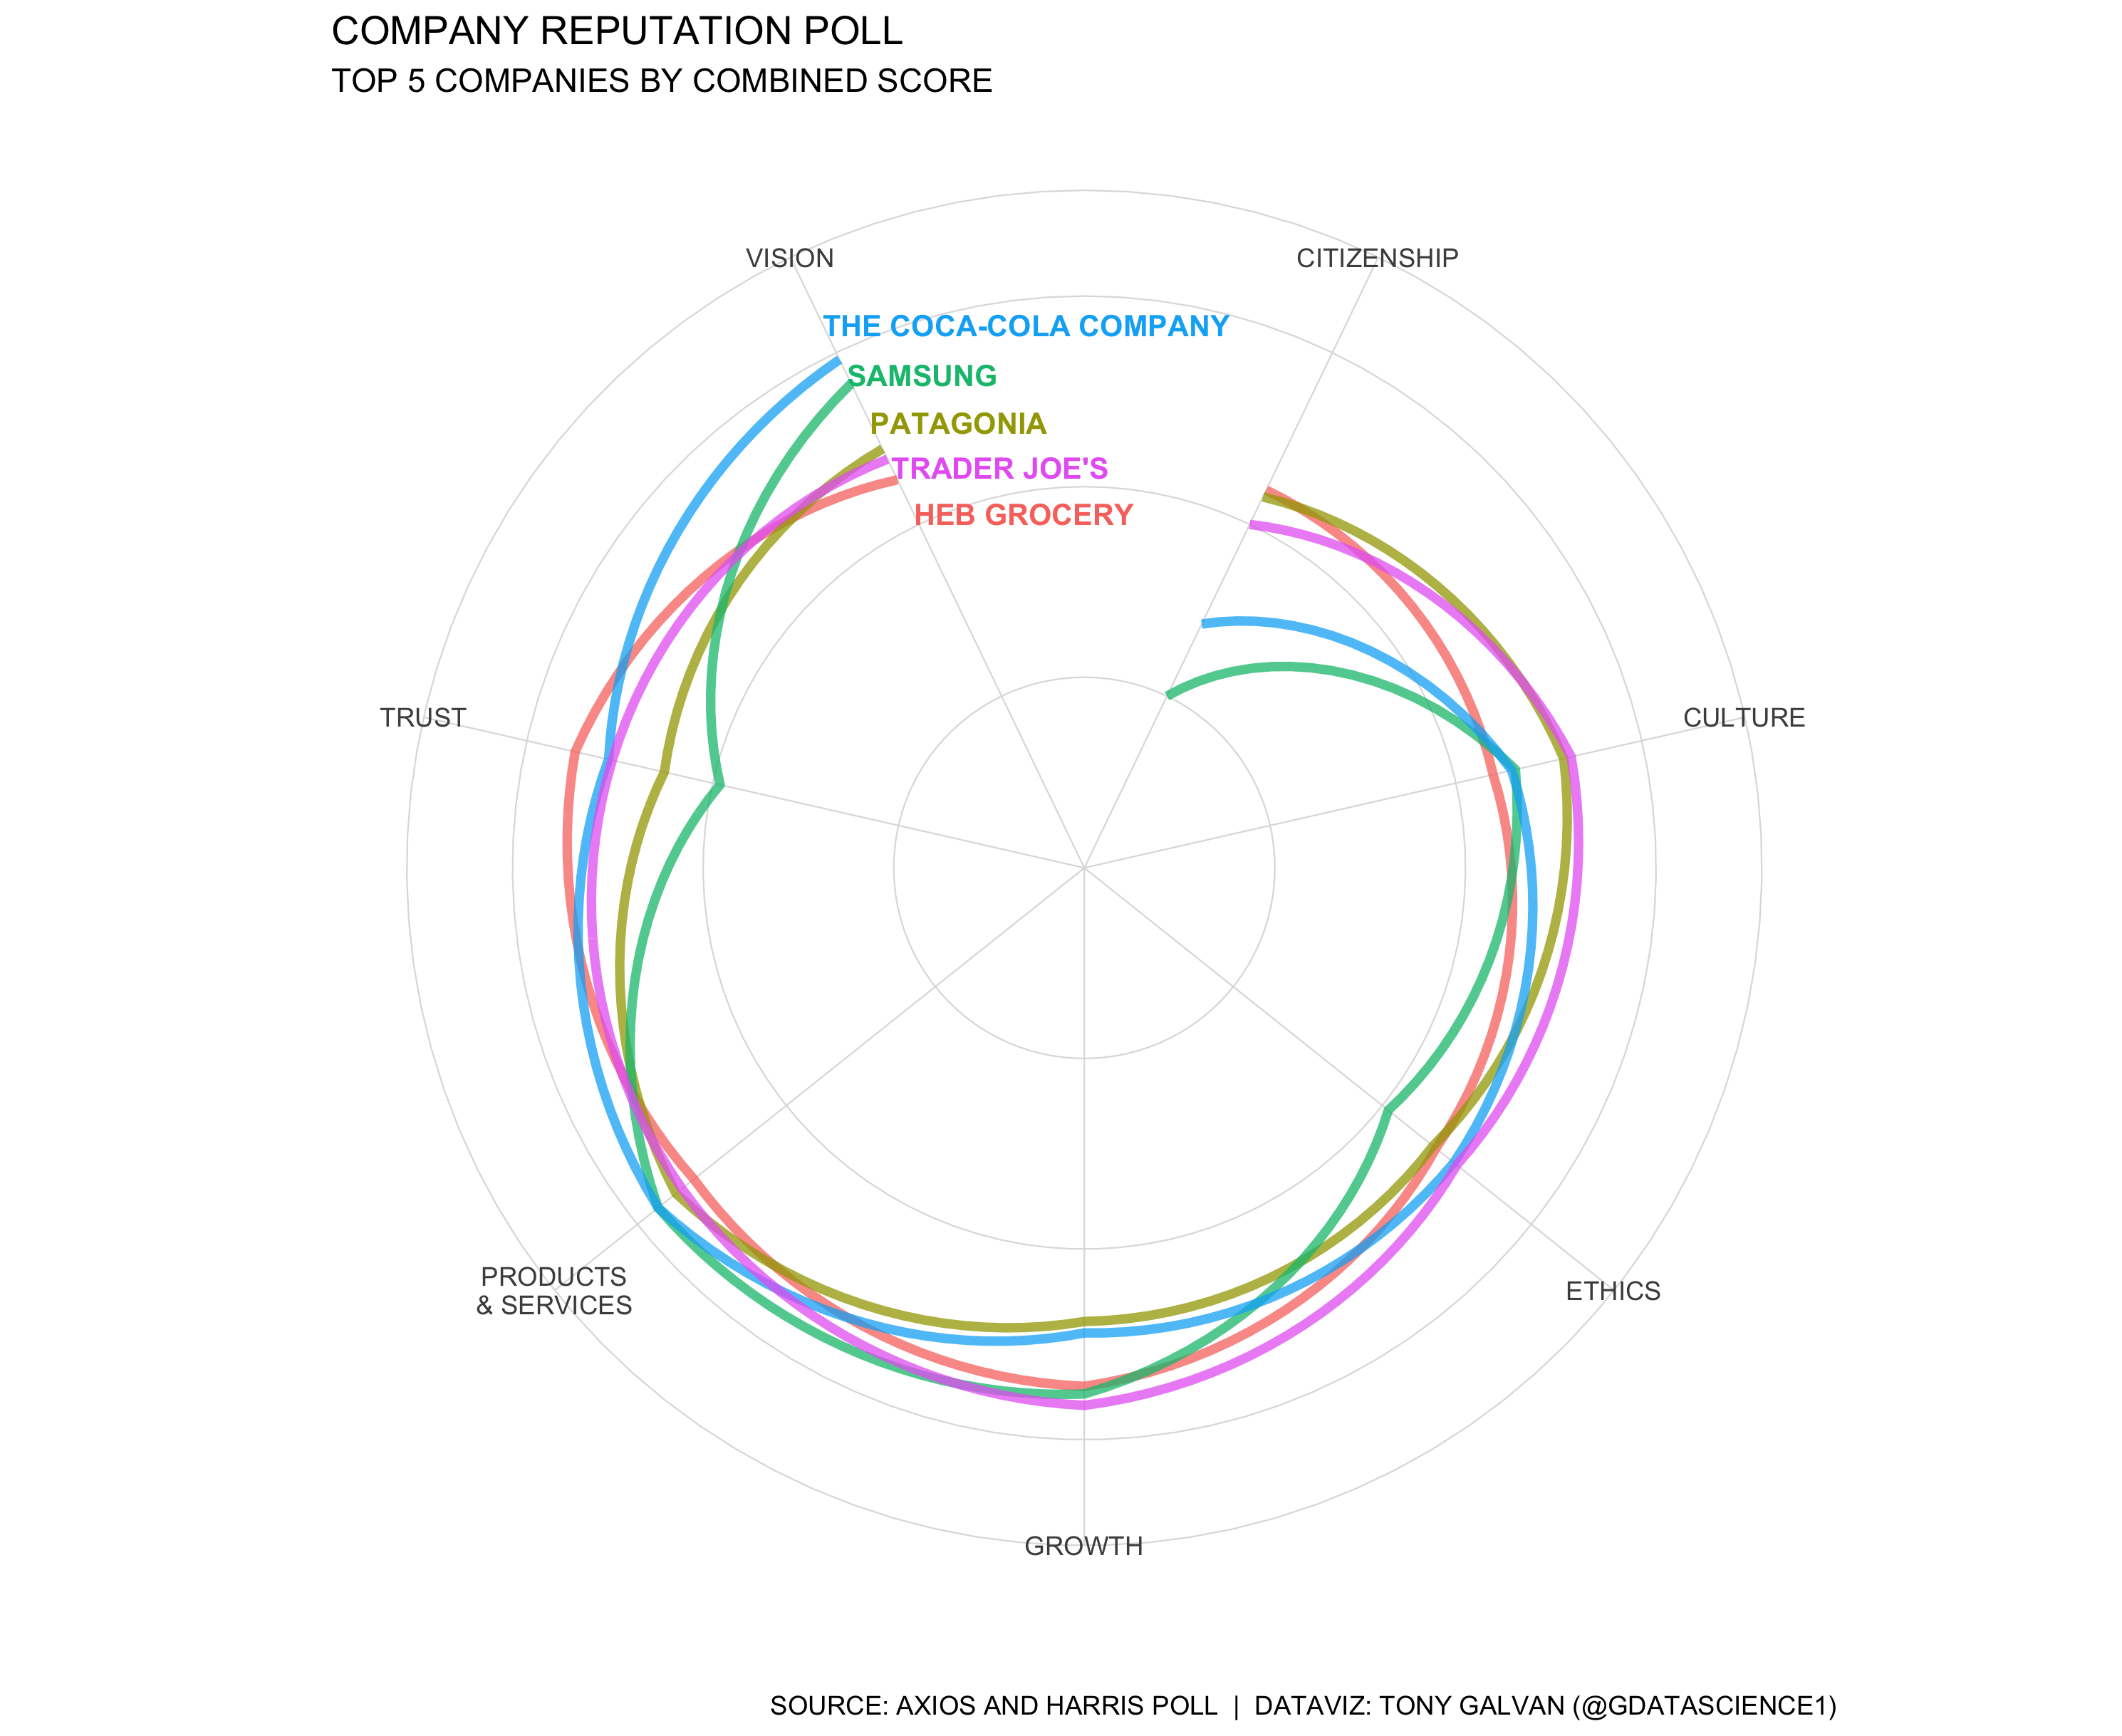 COMPANY REPUTATION POLL
TOP 5 COMPANIES BY COMBINED SCORE
VISION
CITIZENSHIP
THE COCA-COLA COMPANY
SAMSUNG
PATAGONIA
TRADER JOE'S
HEB GROCERY
TRUST
CULTURE
PRODUCTS
& SERVICES
ETHICS
GROWTH
SOURCE: AXIOS AND HARRIS POLL | DATAVIZ: TONY GALVAN (@GDATASCIENCE1)